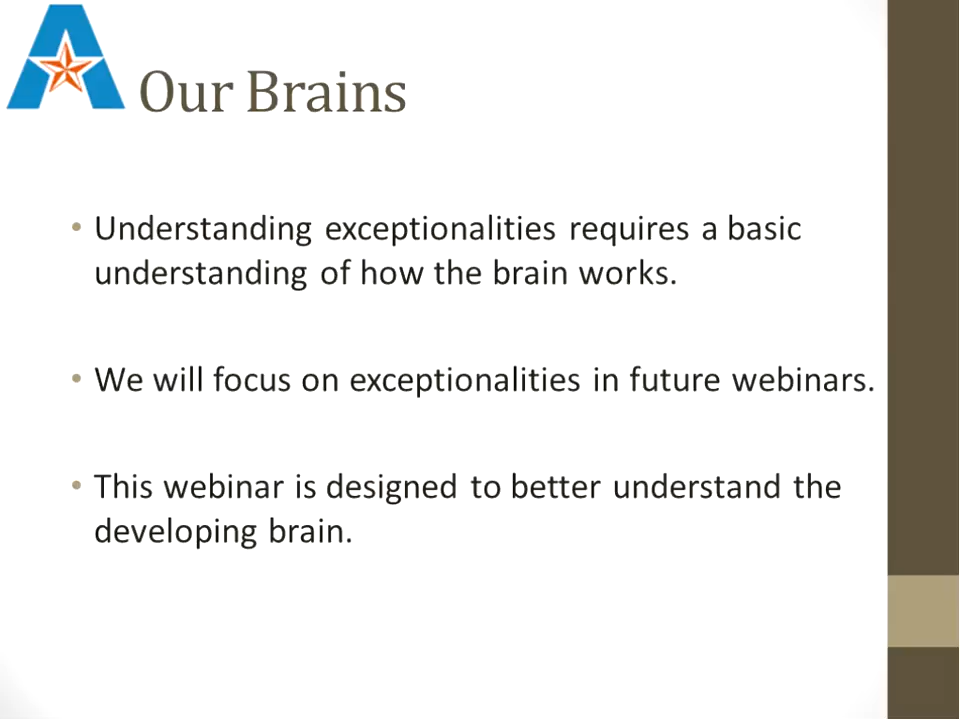 Our Brains
• Understanding exceptionalities requires a basic
understanding of how the brain works.
• We will focus on exceptionalities in future webinars.
• This webinar is designed to better understand the
developing brain.